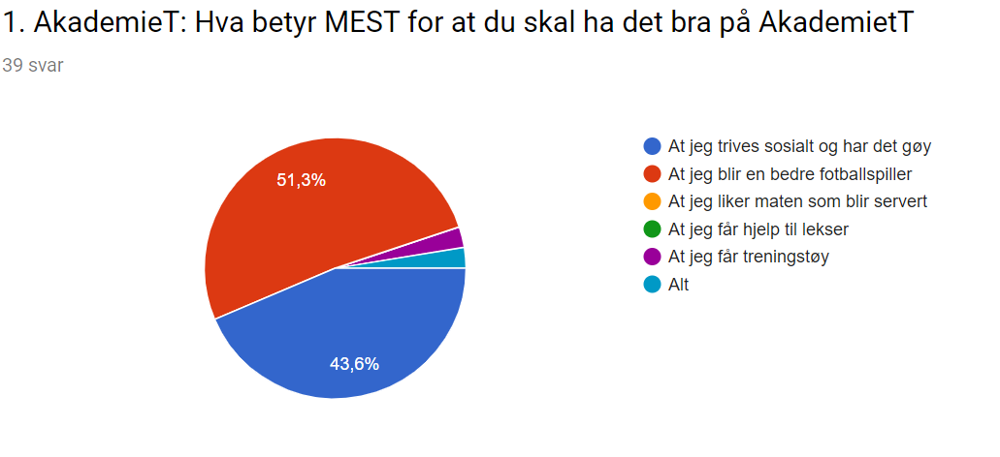 1. AkademieT: Hva betyr MEST for at du skal ha det bra på AkademietT
39 svar
51,3%
43,6%
At jeg trives sosialt og har det gøy
At jeg blir en bedre fotballspiller
At jeg liker maten som blir servert
At jeg får hjelp til lekser
At jeg får treningstøy
Alt